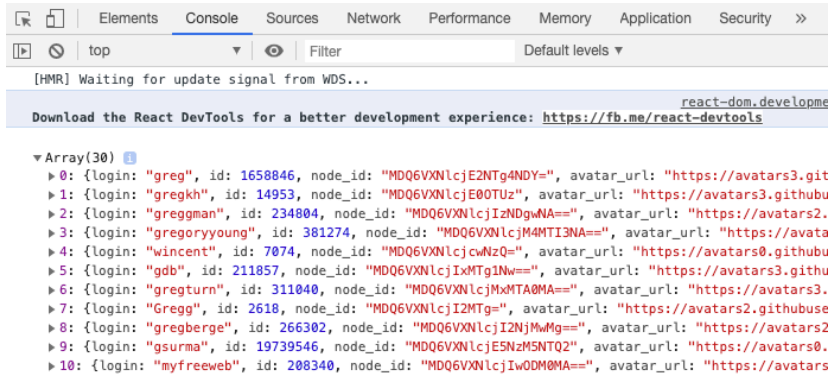 Elements Console Sources Network Performance Memory Application Security »
top ▼ Filter Default levels ▼
[HMR] Waiting for update signal from WDS...
react-dom.developme
Download the React DevTools for a better development experience: https://fb.me/react-devtools
▼Array(30) i
▶0: {login: "greg", id: 1658846, node_id: "MDQ6VXNlcjE2NTg4NDY=", avatar_url: "https://avatars3.git
▶1: {login: "gregkh", id: 14953, node_id: "MDQ6VXNlcjE0OTUz", avatar_url: "https://avatars3.github
▶2: {login: "greggman", id: 234804, node_id: "MDQ6VXNlcjIzNDgwNA==", avatar_url: "https://avatars2.
▶3: {login: "gregoryyoung", id: 381274, node_id: "MDQ6VXNlcjM4MTI3NA==", avatar_url: "https://avata
▶4: {login: "wincent", id: 7074, node_id: "MDQ6VXNlcjcwNzQ=", avatar_url: "https://avatars0.githubu
▶5: {login: "gdb", id: 211857, node_id: "MDQ6VXNlcjIxMTg1Nw==", avatar_url: "https://avatars3.githu
▶6: {login: "gregturn", id: 311040, node_id: "MDQ6VXNlcjMxMTA0MA==", avatar_url: "https://avatars3.
▶7: {login: "Gregg", id: 2618, node_id: "MDQ6VXNlcjI2MTg=", avatar_url: "https://avatars2.githubuse
▶8: {login: "gregberge", id: 266302, node_id: "MDQ6VXNlcjI2NjMwMg==", avatar_url: "https://avatars2
▶9: {login: "gsurma", id: 19739546, node_id: "MDQ6VXNlcjE5NzM5NTQ2", avatar_url: "https://avatars0.
▶10: {login: "myfreeweb", id: 208340, node_id: "MDQ6VXNlcjIwODM0MA==", avatar_url: "https://avatars